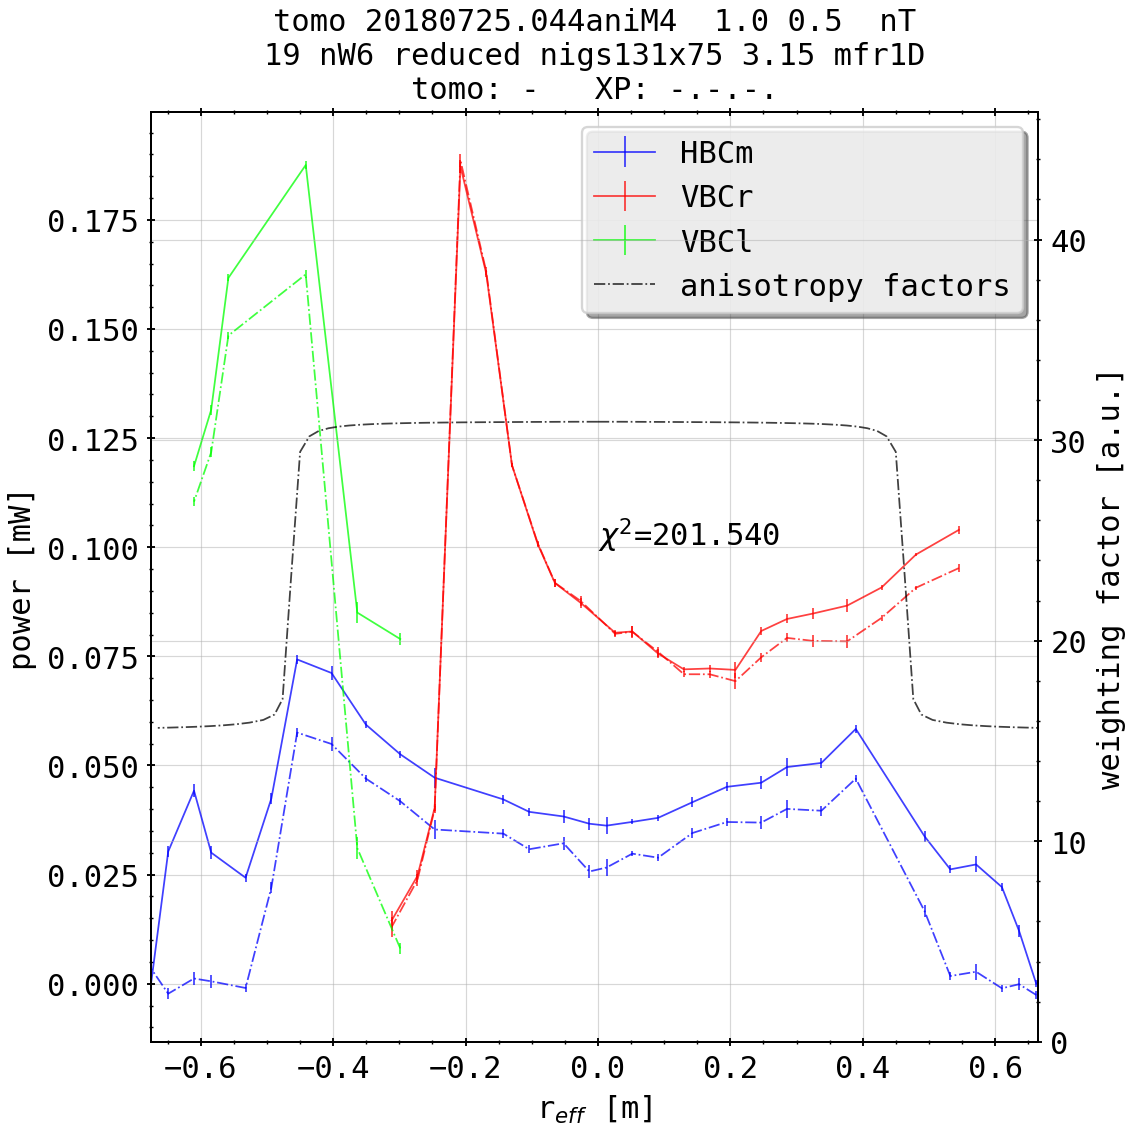 tomo 20180725.044aniM4  1.0 0.5  nT
19 nW6 reduced nigs131x75 3.15 mfr1D
tomo: -   XP: -.-.-.
HBCm
VBCr
VBCl
anisotropy factors
χ²=201.540
power [mW]
0.175
0.150
0.125
0.100
0.075
0.050
0.025
0.000
weighting factor [a.u.]
40
30
20
10
0
−0.6 −0.4 −0.2 0.0 0.2 0.4 0.6
r_eff [m]